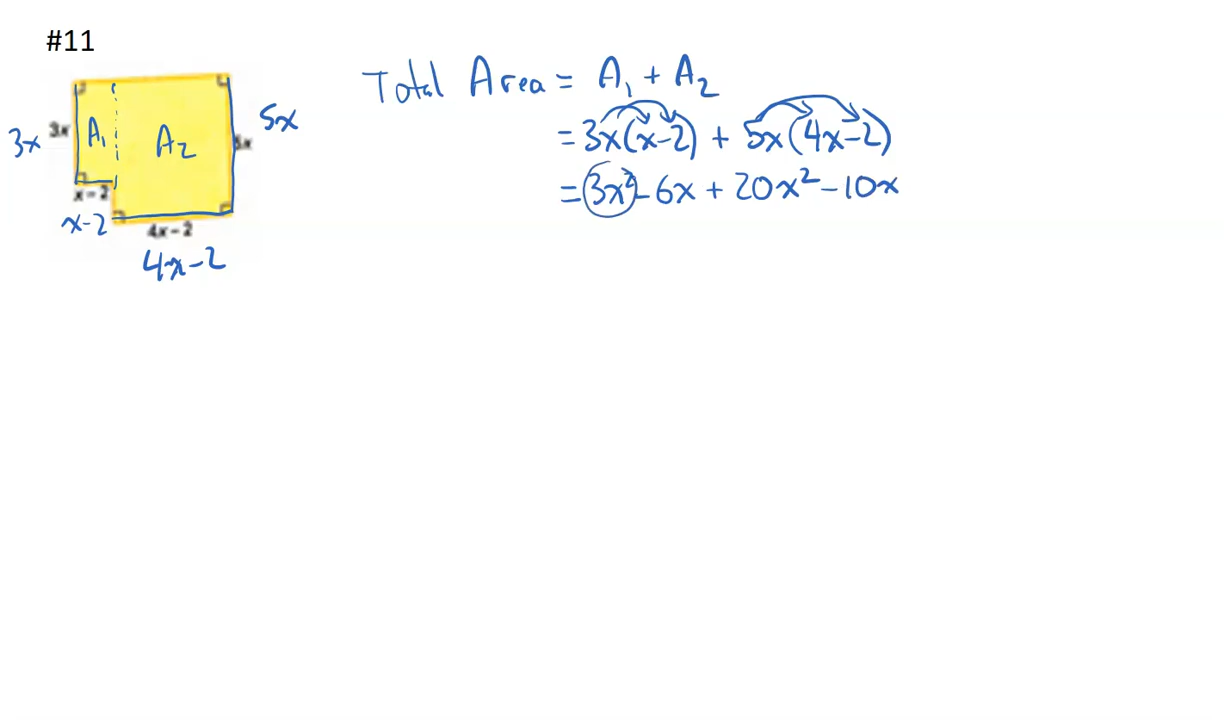 #11
Total Area = A₁ + A₂
3x 3x A₁ A₂ 5x
= 3x(x-2) + 5x(4x-2)
x-2
= 3x² - 6x + 20x² - 10x
x-2
4x-2
4x-2